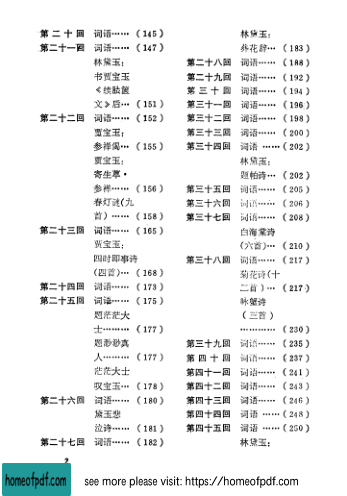 第二十回 词语……（145）
第二十一回 词语……（147）
林黛玉：
书贾宝玉
《续胠箧
文》后…（151）
第二十二回 词语……（152）
贾宝玉：
参禅偈…（155）
贾宝玉：
寄生草·
参禅……（156）
春灯谜(九
首）……（158）
第二十三回 词语……（165）
贾宝玉：
四时即事诗
(四首)…（168）
第二十四回 词语……（173）
第二十五回 词语……（175）
题茫茫大
士………（177）
题渺渺真
人………（177）
茫茫大士
叹宝玉…（178）
第二十六回 词语……（180）
黛玉悲
泣诗……（181）
第二十七回 词语……（182）
林黛玉：
葬花辞…（183）
第二十八回 词语……（188）
第二十九回 词语……（192）
第三十回 词语……（194）
第三十一回 词语……（196）
第三十二回 词语……（198）
第三十三回 词语……（200）
第三十四回 词语……（202）
林黛玉：
题帕诗…（202）
第三十五回 词语……（205）
第三十六回 词语……（206）
第三十七回 词语……（208）
白海棠诗
(六首)…（210）
第三十八回 词语……（217）
菊花诗(十
二首）…（217）
咏蟹诗
（三首）
…………（230）
第三十九回 词语……（235）
第四十回 词语……（237）
第四十一回 词语……（241）
第四十二回 词语……（243）
第四十三回 词语……（246）
第四十四回 词语……（248）
第四十五回 词语……（250）
林黛玉：
2
homeofpdf.com
see more please visit: https://homeofpdf.com